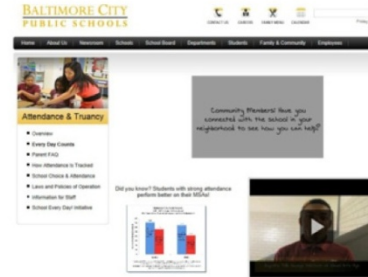 BALTIMORE CITY
PUBLIC SCHOOLS
CONTACT US
CALENDAR
Home
About Us
Newsroom
Schools
School Board
Departments
Students
Family & Community
Employees
Attendance & Truancy
Overview
Every Day Counts
Parent FAQ
How Attendance is Tracked
School Choice & Attendance
Laws and Policies of Operation
Information for Staff
School Every Day! Initiative
Community Members! Have you
connected with the school in your
neighborhood to see how you can help?
Did you know? Students with strong attendance
perform better on their MSAs!